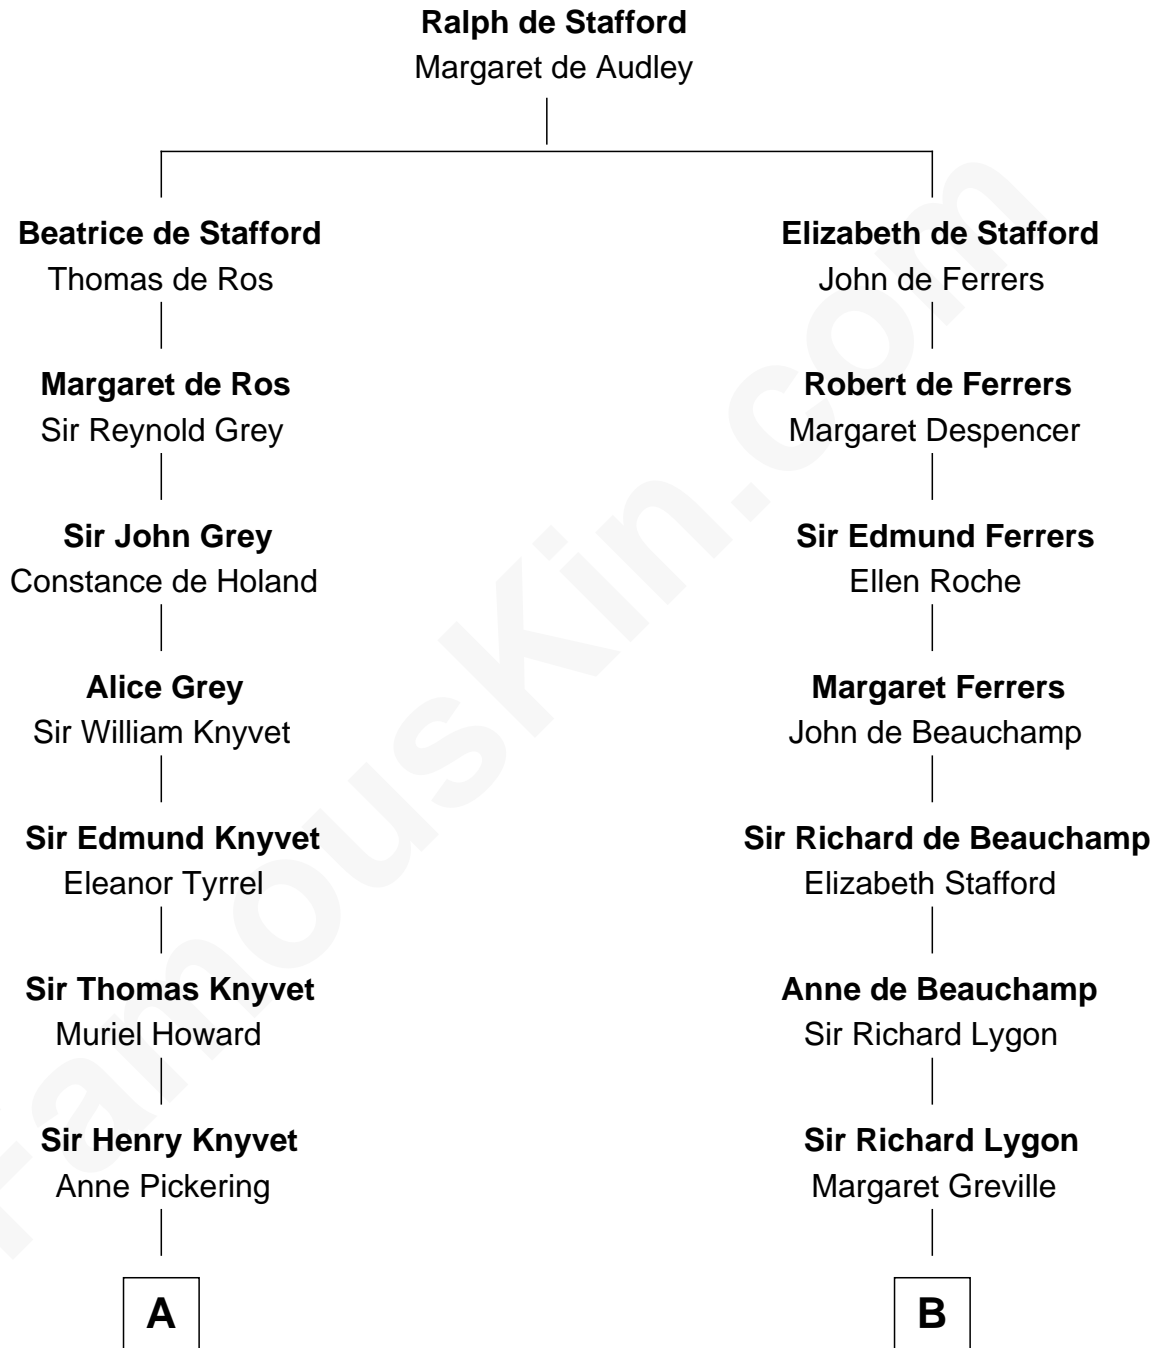 Ralph de Stafford
Margaret de Audley
Beatrice de Stafford
Thomas de Ros
Margaret de Ros
Sir Reynold Grey
Sir John Grey
Constance de Holand
Alice Grey
Sir William Knyvet
Sir Edmund Knyvet
Eleanor Tyrrel
Sir Thomas Knyvet
Muriel Howard
Sir Henry Knyvet
Anne Pickering
A
Elizabeth de Stafford
John de Ferrers
Robert de Ferrers
Margaret Despencer
Sir Edmund Ferrers
Ellen Roche
Margaret Ferrers
John de Beauchamp
Sir Richard de Beauchamp
Elizabeth Stafford
Anne de Beauchamp
Sir Richard Lygon
Sir Richard Lygon
Margaret Greville
B
FamousKin.com